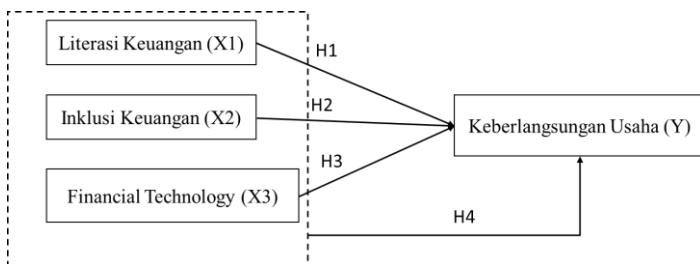 Literasi Keuangan (X1)
H1
H2
Inklusi Keuangan (X2)
Keberlangsungan Usaha (Y)
H3
Financial Technology (X3)
H4